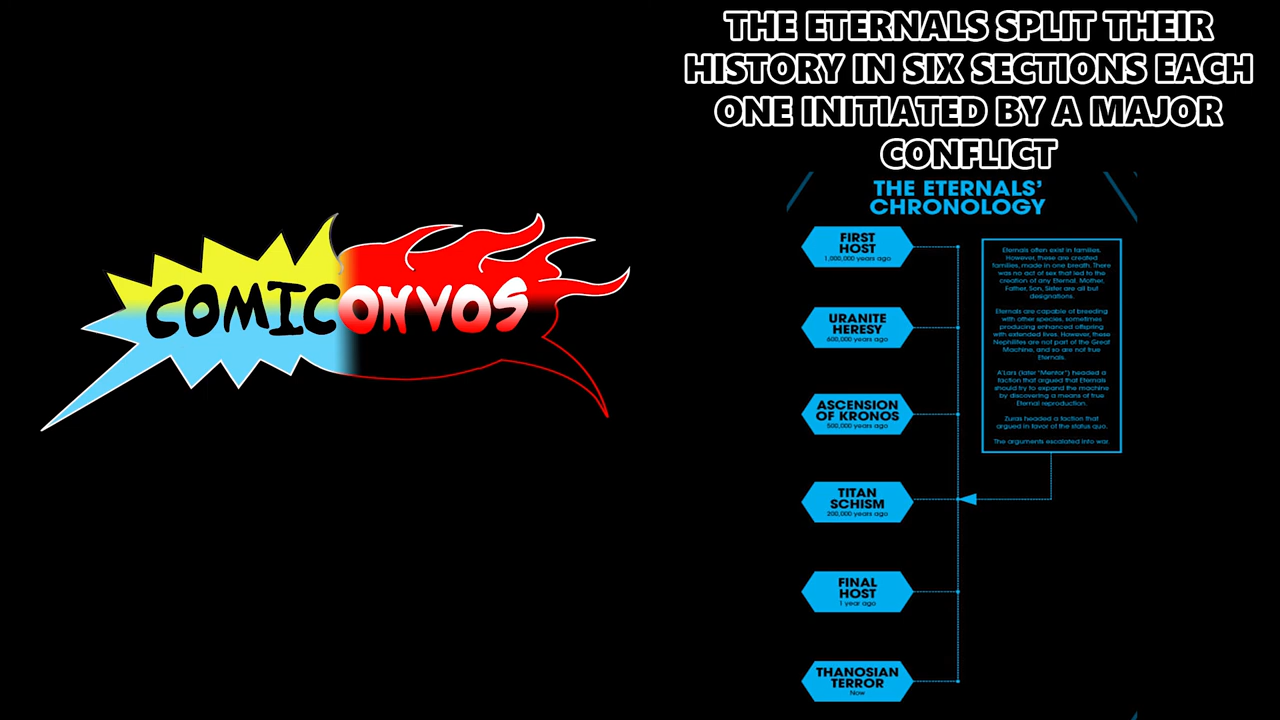 COMICONVOS
THE ETERNALS SPLIT THEIR
HISTORY IN SIX SECTIONS EACH
ONE INITIATED BY A MAJOR
CONFLICT
THE ETERNALS'
CHRONOLOGY
FIRST
HOST
1,000,000 years ago
URANITE
HERESY
600,000 years ago
ASCENSION
OF KRONOS
500,000 years ago
TITAN
SCHISM
200,000 years ago
FINAL
HOST
1 year ago
THANOSIAN
TERROR
Now
Eternals often exist in families.
However, these are created
families, made in one breath. There
was no act of sex that led to the
creation of any Eternal. Mother,
Father, Son, Sister are all but
designations.
Eternals are capable of breeding
with other species, sometimes
producing enhanced offspring
with extended lives. However, these
Nephilites are not part of the Great
Machine, and so are not true
Eternals.
A'Lars (later "Mentor") headed a
faction that argued that Eternals
should try to expand the machine
by discovering a means of true
Eternal reproduction.
Zuras headed a faction that
argued in favor of the status quo.
The arguments escalated into war.